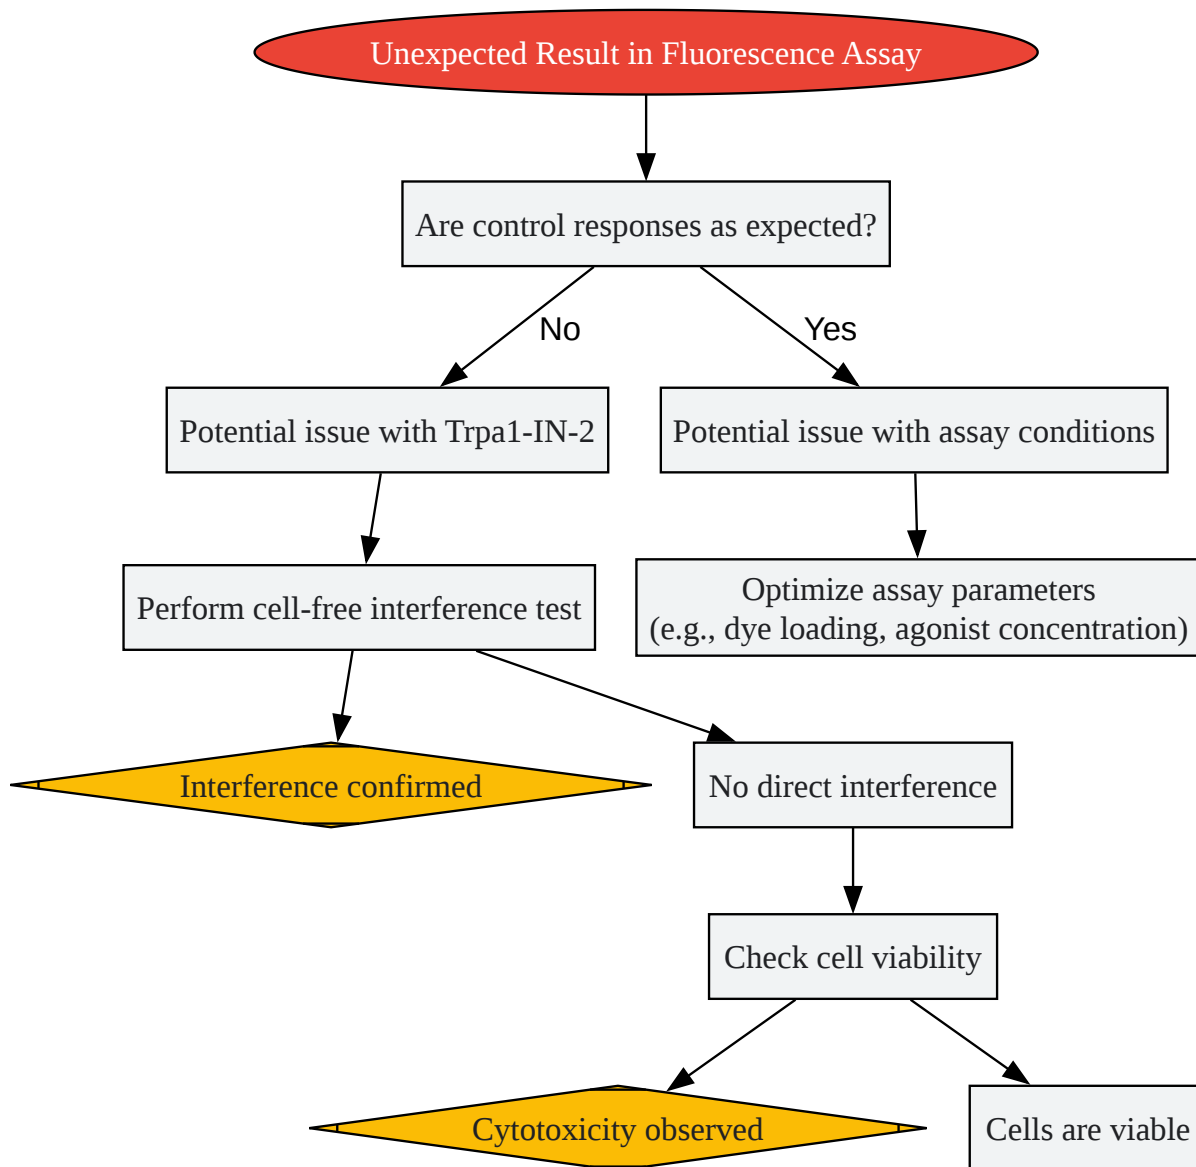 Unexpected Result in Fluorescence Assay
Are control responses as expected?
No
Yes
Potential issue with Trpa1-IN-2
Potential issue with assay conditions
Perform cell-free interference test
Optimize assay parameters
(e.g., dye loading, agonist concentration)
Interference confirmed
No direct interference
Check cell viability
Cytotoxicity observed
Cells are viable